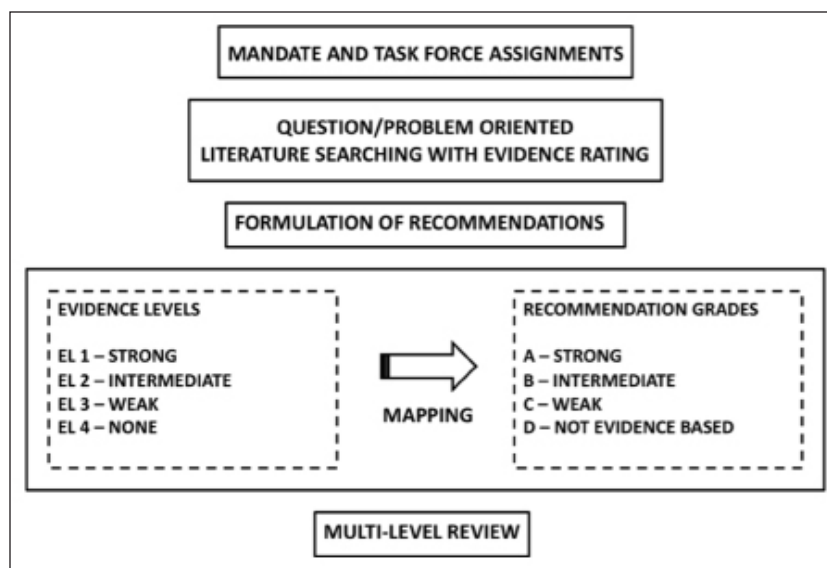 MANDATE AND TASK FORCE ASSIGNMENTS
QUESTION/PROBLEM ORIENTED
LITERATURE SEARCHING WITH EVIDENCE RATING
FORMULATION OF RECOMMENDATIONS
EVIDENCE LEVELS
EL 1 – STRONG
EL 2 – INTERMEDIATE
EL 3 – WEAK
EL 4 – NONE
MAPPING
RECOMMENDATION GRADES
A – STRONG
B – INTERMEDIATE
C – WEAK
D – NOT EVIDENCE BASED
MULTI-LEVEL REVIEW